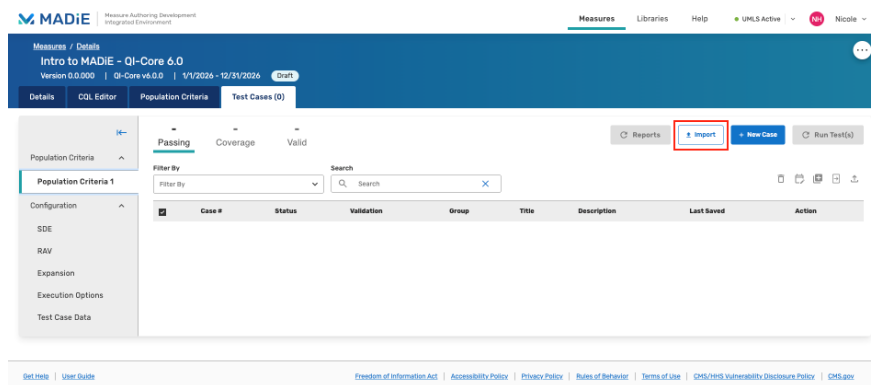 MADiE Measure Authoring Development Integrated Environment
Measures Libraries Help UMLS Active NH Nicole
Measures / Details
Intro to MADiE - QI-Core 6.0
Version 0.0.000 | QI-Core v6.0.0 | 1/1/2026 - 12/31/2026 Draft
Details CQL Editor Population Criteria Test Cases (0)
- - -
Passing Coverage Valid
Reports Import + New Case Run Test(s)
Population Criteria
Population Criteria 1
Configuration
SDE
RAV
Expansion
Execution Options
Test Case Data
Filter By Search
Filter By Search
Case # Status Validation Group Title Description Last Saved Action
Get Help | User Guide
Freedom of Information Act | Accessibility Policy | Privacy Policy | Rules of Behavior | Terms of Use | CMS/HHS Vulnerability Disclosure Policy | CMS.gov